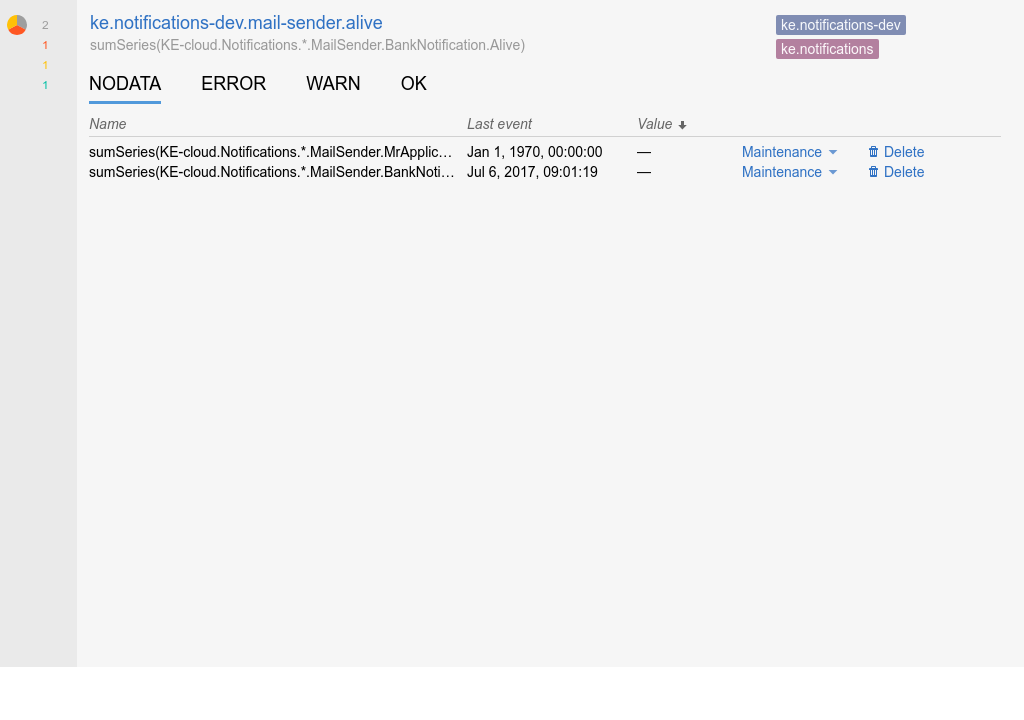 2
1
1
1
ke.notifications-dev.mail-sender.alive
sumSeries(KE-cloud.Notifications.*.MailSender.BankNotification.Alive)
ke.notifications-dev
ke.notifications
NODATA ERROR WARN OK
Name Last event Value
sumSeries(KE-cloud.Notifications.*.MailSender.MrApplic… Jan 1, 1970, 00:00:00 — Maintenance Delete
sumSeries(KE-cloud.Notifications.*.MailSender.BankNoti… Jul 6, 2017, 09:01:19 — Maintenance Delete